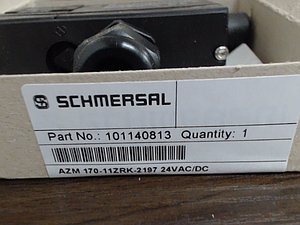 SCHMERSAL
Part No.: 101140813 Quantity: 1
AZM 170-11ZRK-2197 24VAC/DC